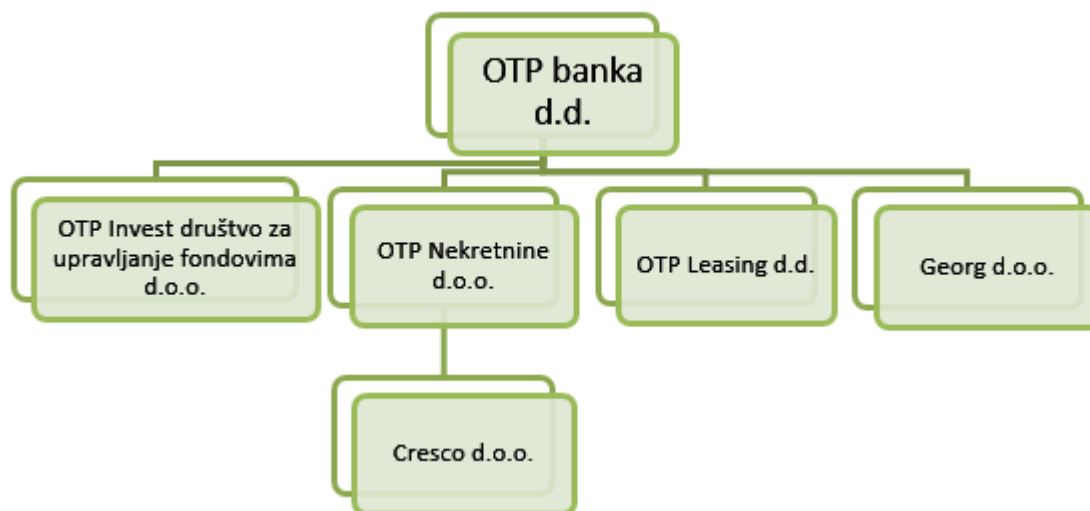 OTP banka
d.d.
OTP Invest društvo za
upravljanje fondovima
d.o.o.
OTP Nekretnine
d.o.o.
OTP Leasing d.d.
Georg d.o.o.
Cresco d.o.o.